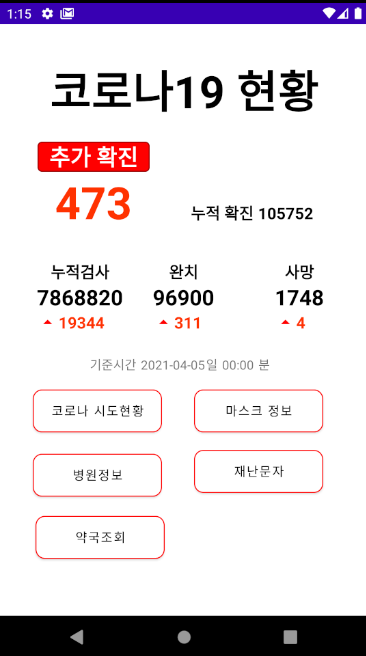 1:15
코로나19 현황
추가 확진
473
누적 확진 105752
누적검사 완치 사망
7868820 96900 1748
19344 311 4
기준시간 2021-04-05일 00:00 분
코로나 시도현황 마스크 정보
병원정보 재난문자
약국조회